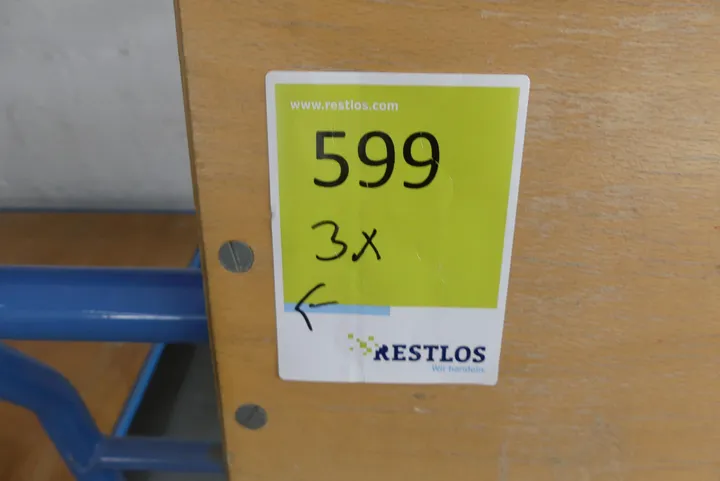 www.restlos.com
599
3x
←
RESTLOS
Wir handeln.